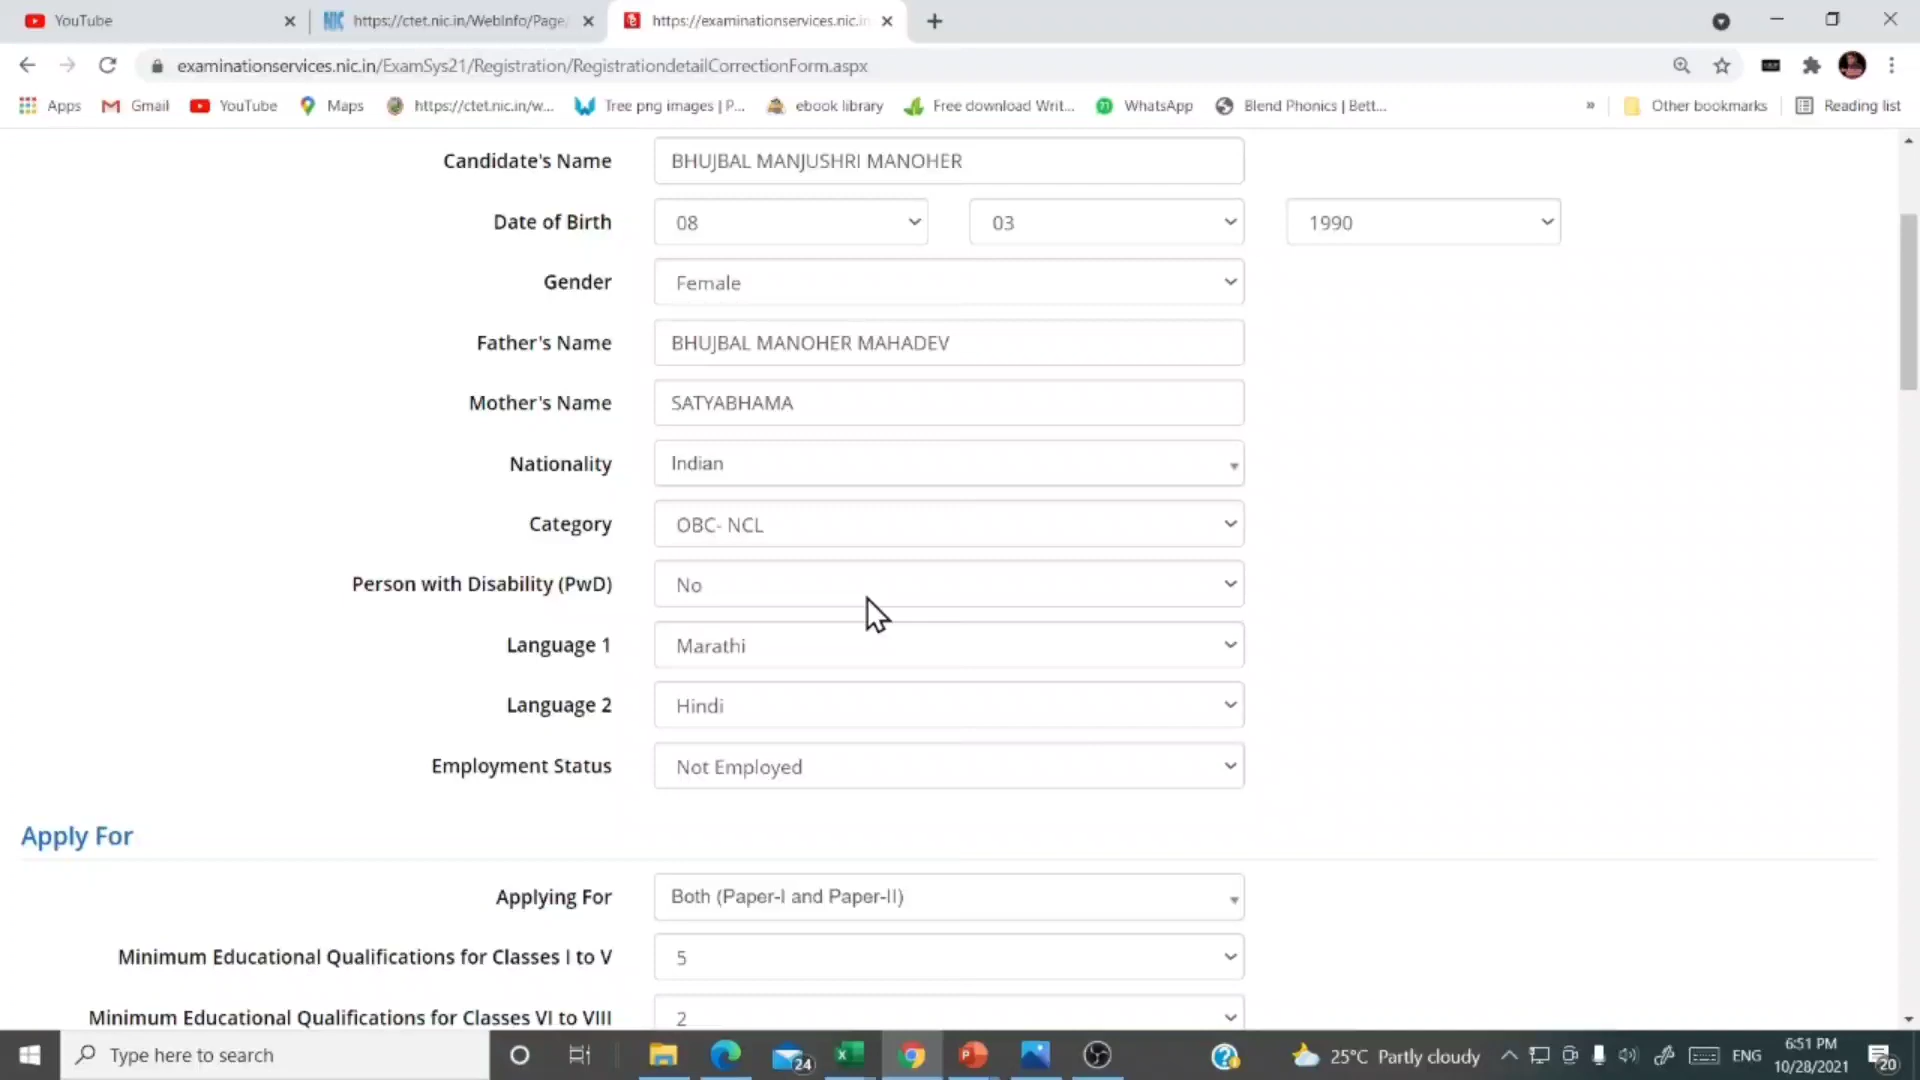 YouTube
https://ctet.nic.in/WebInfo/Page
https://examinationservices.nic.in
examinationservices.nic.in/ExamSys21/Registration/RegistrationdetailCorrectionForm.aspx
Apps Gmail YouTube Maps https://ctet.nic.in/w... Tree png images | P... ebook library Free download Writ... WhatsApp Blend Phonics | Bett... » Other bookmarks Reading list
Candidate's Name BHUJBAL MANJUSHRI MANOHER
Date of Birth 08 03 1990
Gender Female
Father's Name BHUJBAL MANOHER MAHADEV
Mother's Name SATYABHAMA
Nationality Indian
Category OBC- NCL
Person with Disability (PwD) No
Language 1 Marathi
Language 2 Hindi
Employment Status Not Employed
Apply For
Applying For Both (Paper-I and Paper-II)
Minimum Educational Qualifications for Classes I to V 5
Minimum Educational Qualifications for Classes VI to VIII 2
Type here to search
24
25°C Partly cloudy
ENG
6:51 PM
10/28/2021
20